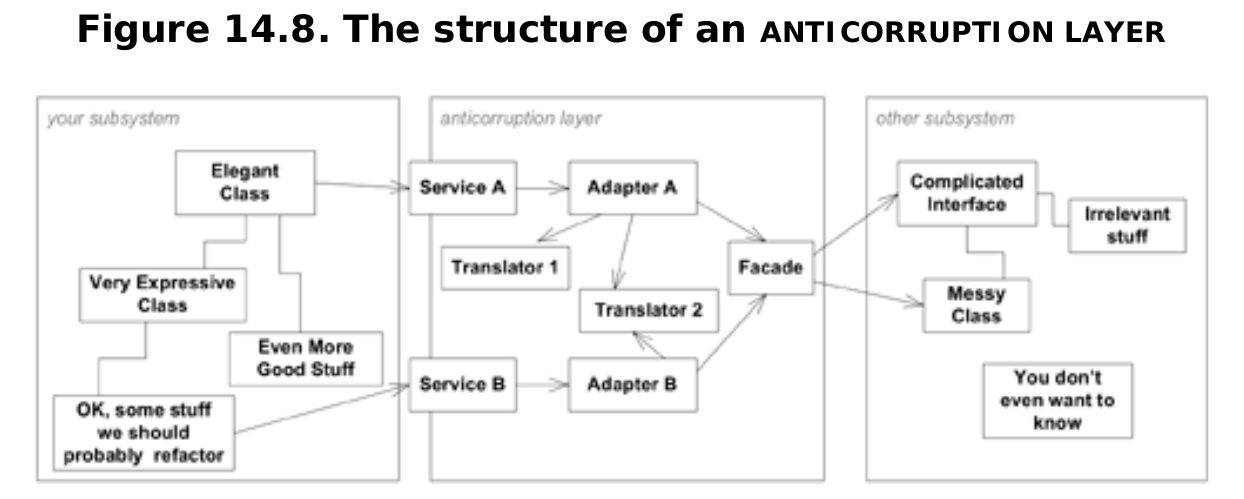 Figure 14.8. The structure of an ANTICORRUPTION LAYER
your subsystem
Elegant
Class
Very Expressive
Class
Even More
Good Stuff
OK, some stuff
we should
probably refactor
anticorruption layer
Service A
Adapter A
Translator 1
Facade
Translator 2
Service B
Adapter B
other subsystem
Complicated
Interface
Irrelevant
stuff
Messy
Class
You don't
even want to
know